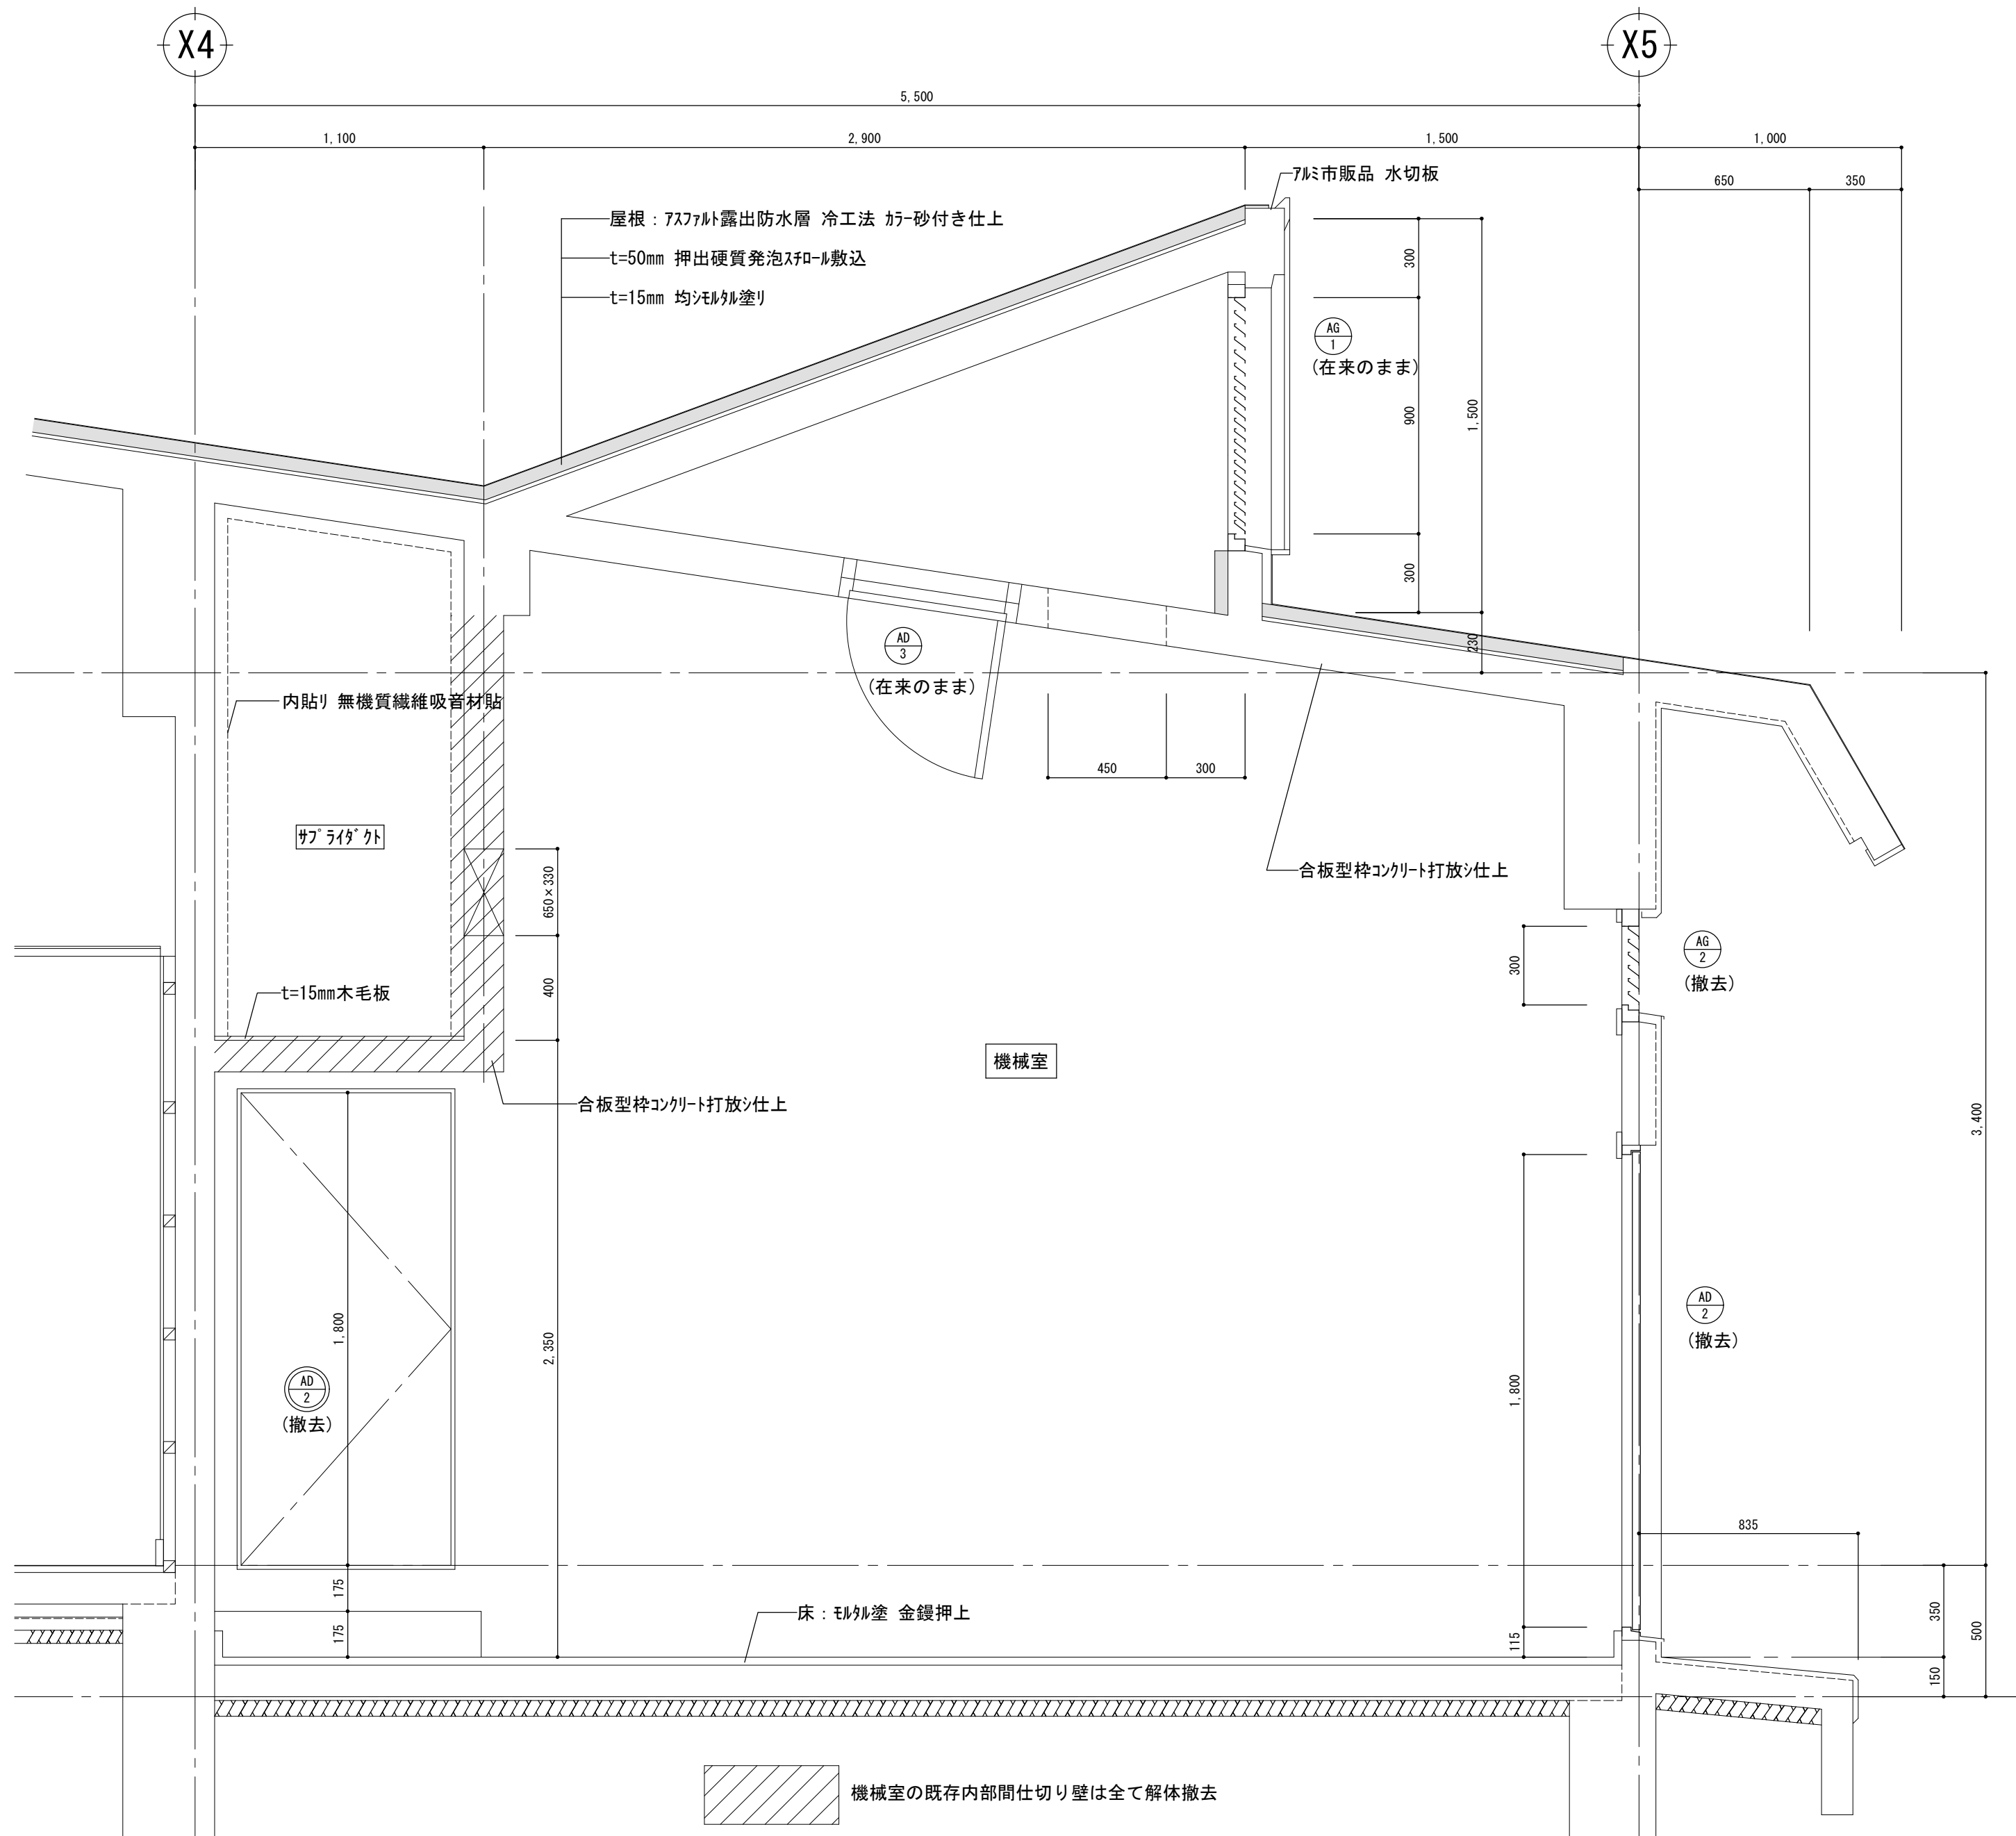 X4
X5
5,500
1,100
2,900
1,500
1,000
650
350
アルミ市販品 水切板
屋根：アスファルト露出防水層 冷工法 カラー砂付き仕上
t=50mm 押出硬質発泡スチロール敷込
t=15mm 均シモルタル塗リ
300
AG
1
(在来のまま)
900
1,500
300
230
AD
3
(在来のまま)
内貼リ 無機質繊維吸音材貼
450
300
サプライダクト
650×330
合板型枠コンクリート打放シ仕上
300
AG
2
(撤去)
400
t=15mm木毛板
機械室
合板型枠コンクリート打放シ仕上
3,400
1,800
AD
2
(撤去)
2,350
AD
2
(撤去)
1,800
835
175
175
床：モルタル塗 金鏝押上
115
350
500
150
機械室の既存内部間仕切り壁は全て解体撤去